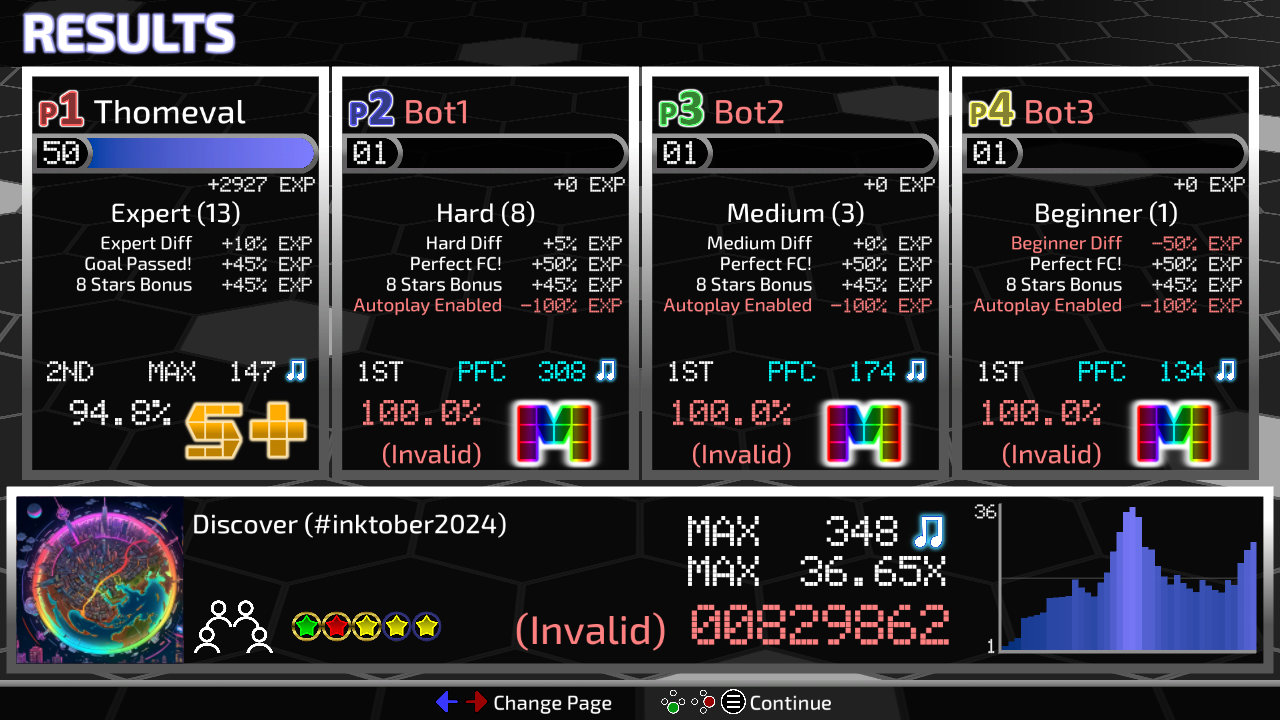 RESULTS
P1 Thomeval
50
+2927 EXP
Expert (13)
Expert Diff +10% EXP
Goal Passed! +45% EXP
8 Stars Bonus +45% EXP
2ND MAX 147
94.8% S+
P2 Bot1
01
+0 EXP
Hard (8)
Hard Diff +5% EXP
Perfect FC! +50% EXP
8 Stars Bonus +45% EXP
Autoplay Enabled -100% EXP
1ST PFC 308
100.0% M
(Invalid)
P3 Bot2
01
+0 EXP
Medium (3)
Medium Diff +0% EXP
Perfect FC! +50% EXP
8 Stars Bonus +45% EXP
Autoplay Enabled -100% EXP
1ST PFC 174
100.0% M
(Invalid)
P4 Bot3
01
+0 EXP
Beginner (1)
Beginner Diff -50% EXP
Perfect FC! +50% EXP
8 Stars Bonus +45% EXP
Autoplay Enabled -100% EXP
1ST PFC 134
100.0% M
(Invalid)
Discover (#inktober2024)
MAX 348
MAX 36.65X
(Invalid) 00829862
36
1
Change Page Continue